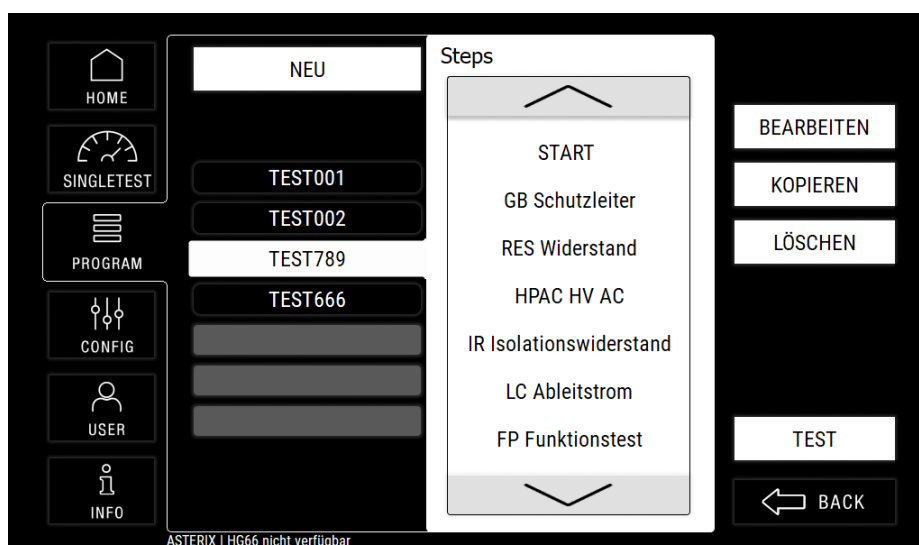 HOME
SINGLETEST
PROGRAM
CONFIG
USER
INFO
NEU
TEST001
TEST002
TEST789
TEST666
Steps
START
GB Schutzleiter
RES Widerstand
HPAC HV AC
IR Isolationswiderstand
LC Ableitstrom
FP Funktionstest
BEARBEITEN
KOPIEREN
LÖSCHEN
TEST
BACK
ASTERIX | HG66 nicht verfügbar